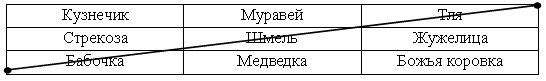 Кузнечик Муравей Тля
Стрекоза Шмель Жужелица
Бабочка Медведка Божья коровка